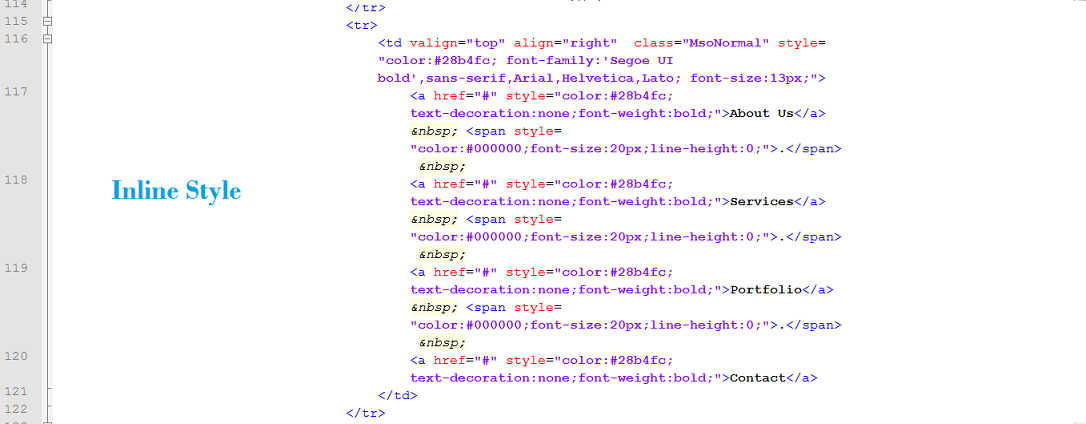 114 </tr>
115 <tr>
116 <td valign="top" align="right"  class="MsoNormal" style=
"color:#28b4fc; font-family:'Segoe UI
bold',sans-serif,Arial,Helvetica,Lato; font-size:13px;">
117 <a href="#" style="color:#28b4fc;
text-decoration:none;font-weight:bold;">About Us</a>
&nbsp; <span style=
"color:#000000;font-size:20px;line-height:0;">.</span>
&nbsp;
118 <a href="#" style="color:#28b4fc;
Inline Style
text-decoration:none;font-weight:bold;">Services</a>
&nbsp; <span style=
"color:#000000;font-size:20px;line-height:0;">.</span>
&nbsp;
119 <a href="#" style="color:#28b4fc;
text-decoration:none;font-weight:bold;">Portfolio</a>
&nbsp; <span style=
"color:#000000;font-size:20px;line-height:0;">.</span>
&nbsp;
120 <a href="#" style="color:#28b4fc;
text-decoration:none;font-weight:bold;">Contact</a>
121 </td>
122 </tr>